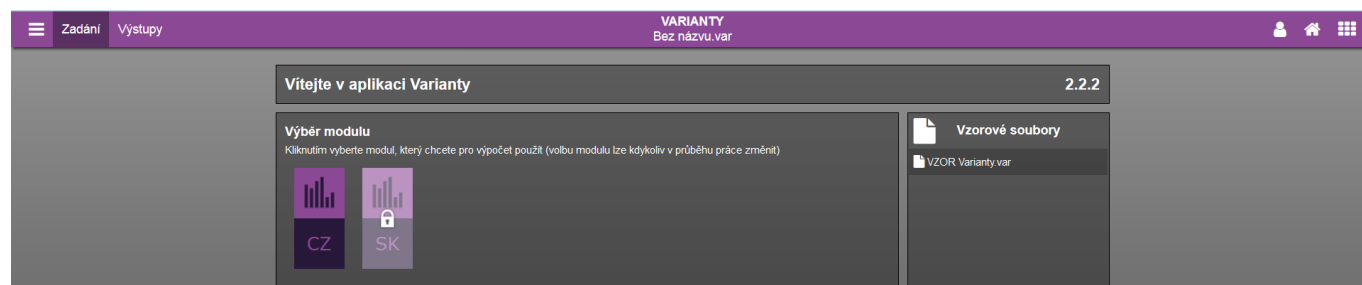 Zadání
Výstupy
VARIANTY
Bez názvu.var
Vítejte v aplikaci Varianty
2.2.2
Výběr modulu
Kliknutím vyberte modul, který chcete pro výpočet použít (volbu modulu lze kdykoliv v průběhu práce změnit)
CZ
SK
Vzorové soubory
VZOR Varianty.var